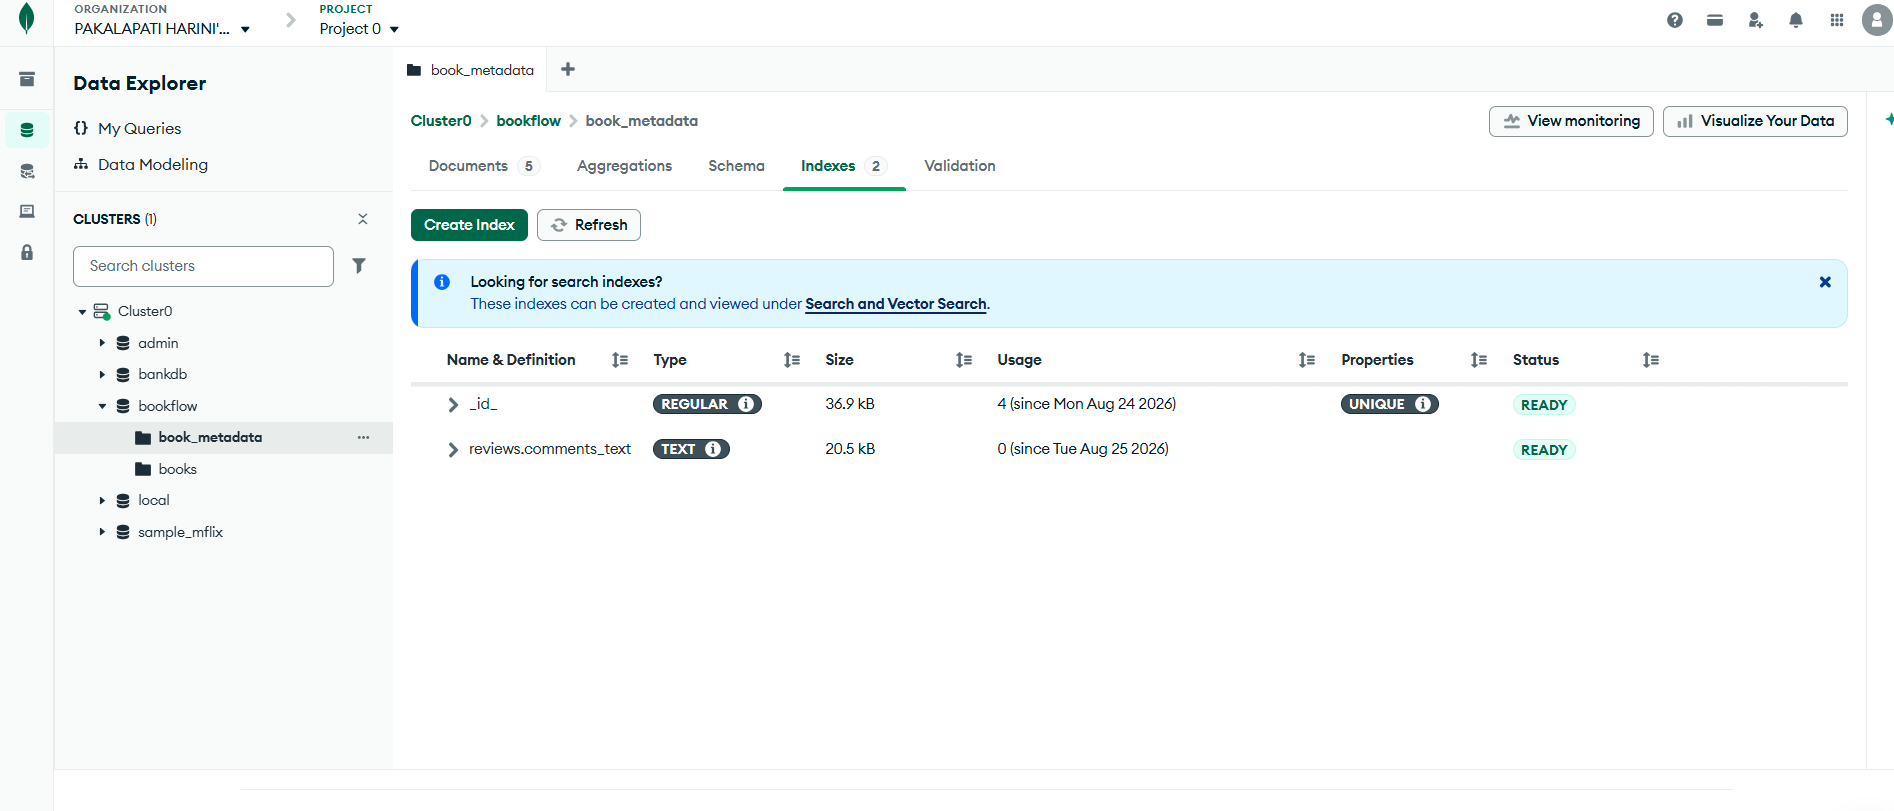 ORGANIZATION
PAKALAPATI HARINI'...
PROJECT
Project 0
Data Explorer
{} My Queries
Data Modeling
CLUSTERS (1)
Search clusters
Cluster0
admin
bankdb
bookflow
book_metadata
books
local
sample_mflix
book_metadata
Cluster0 > bookflow > book_metadata
View monitoring
Visualize Your Data
Documents 5 Aggregations Schema Indexes 2 Validation
Create Index Refresh
Looking for search indexes?
These indexes can be created and viewed under Search and Vector Search.
Name & Definition Type Size Usage Properties Status
_id_ REGULAR 36.9 kB 4 (since Mon Aug 24 2026) UNIQUE READY
reviews.comments_text TEXT 20.5 kB 0 (since Tue Aug 25 2026) READY